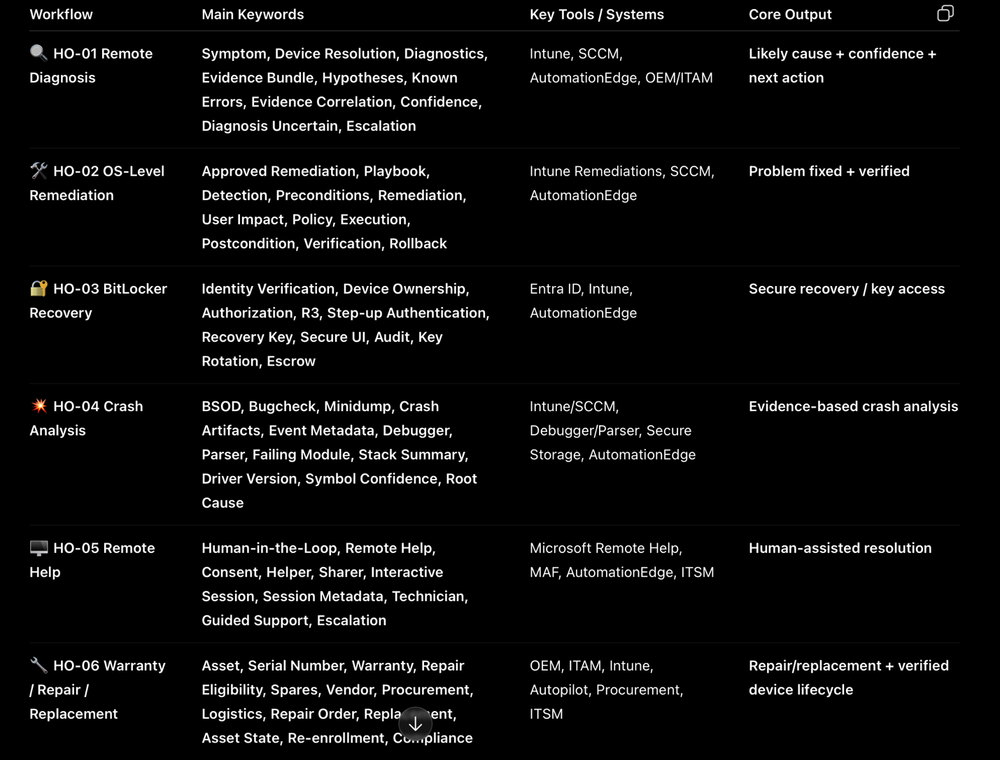 Workflow Main Keywords Key Tools / Systems Core Output
🔍 HO-01 Remote
Diagnosis
Symptom, Device Resolution, Diagnostics,
Evidence Bundle, Hypotheses, Known
Errors, Evidence Correlation, Confidence,
Diagnosis Uncertain, Escalation
Intune, SCCM,
AutomationEdge, OEM/ITAM
Likely cause + confidence +
next action
🛠️ HO-02 OS-Level
Remediation
Approved Remediation, Playbook,
Detection, Preconditions, Remediation,
User Impact, Policy, Execution,
Postcondition, Verification, Rollback
Intune Remediations, SCCM,
AutomationEdge
Problem fixed + verified
🔐 HO-03 BitLocker
Recovery
Identity Verification, Device Ownership,
Authorization, R3, Step-up Authentication,
Recovery Key, Secure UI, Audit, Key
Rotation, Escrow
Entra ID, Intune,
AutomationEdge
Secure recovery / key access
💥 HO-04 Crash
Analysis
BSOD, Bugcheck, Minidump, Crash
Artifacts, Event Metadata, Debugger,
Parser, Failing Module, Stack Summary,
Driver Version, Symbol Confidence, Root
Cause
Intune/SCCM,
Debugger/Parser, Secure
Storage, AutomationEdge
Evidence-based crash analysis
🖥️ HO-05 Remote
Help
Human-in-the-Loop, Remote Help,
Consent, Helper, Sharer, Interactive
Session, Session Metadata, Technician,
Guided Support, Escalation
Microsoft Remote Help,
MAF, AutomationEdge, ITSM
Human-assisted resolution
🔧 HO-06 Warranty
/ Repair /
Replacement
Asset, Serial Number, Warranty, Repair
Eligibility, Spares, Vendor, Procurement,
Logistics, Repair Order, Replacement,
Asset State, Re-enrollment, Compliance
OEM, ITAM, Intune,
Autopilot, Procurement,
ITSM
Repair/replacement + verified
device lifecycle